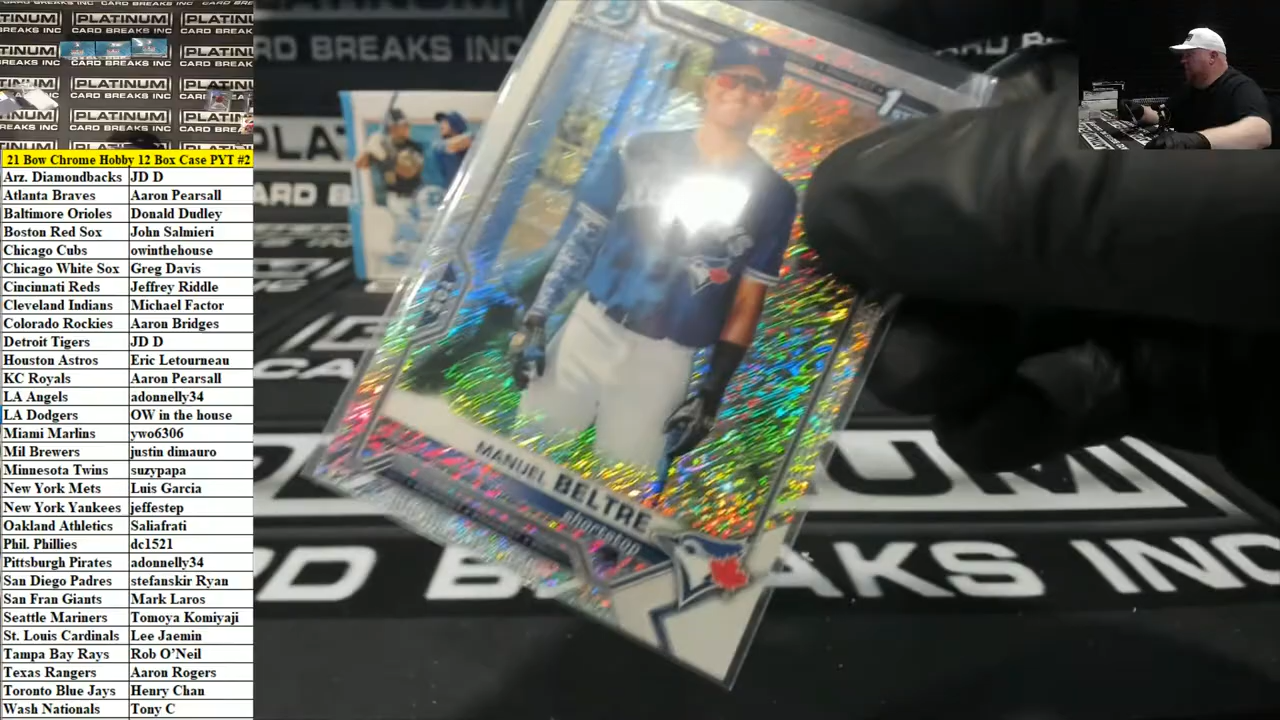 21 Bow Chrome Hobby 12 Box Case PYT #2
Arz. Diamondbacks JD D
Atlanta Braves Aaron Pearsall
Baltimore Orioles Donald Dudley
Boston Red Sox John Salmieri
Chicago Cubs owinthehouse
Chicago White Sox Greg Davis
Cincinnati Reds Jeffrey Riddle
Cleveland Indians Michael Factor
Colorado Rockies Aaron Bridges
Detroit Tigers JD D
Houston Astros Eric Letourneau
KC Royals Aaron Pearsall
LA Angels adonnelly34
LA Dodgers OW in the house
Miami Marlins ywo6306
Mil Brewers justin dimauro
Minnesota Twins suzypapa
New York Mets Luis Garcia
New York Yankees jeffestep
Oakland Athletics Saliafrati
Phil. Phillies dc1521
Pittsburgh Pirates adonnelly34
San Diego Padres stefanskir Ryan
San Fran Giants Mark Laros
Seattle Mariners Tomoya Komiyaji
St. Louis Cardinals Lee Jaemin
Tampa Bay Rays Rob O'Neil
Texas Rangers Aaron Rogers
Toronto Blue Jays Henry Chan
Wash Nationals Tony C
PLATINUM
CARD BREAKS INC
MANUEL BELTRE
shortstop